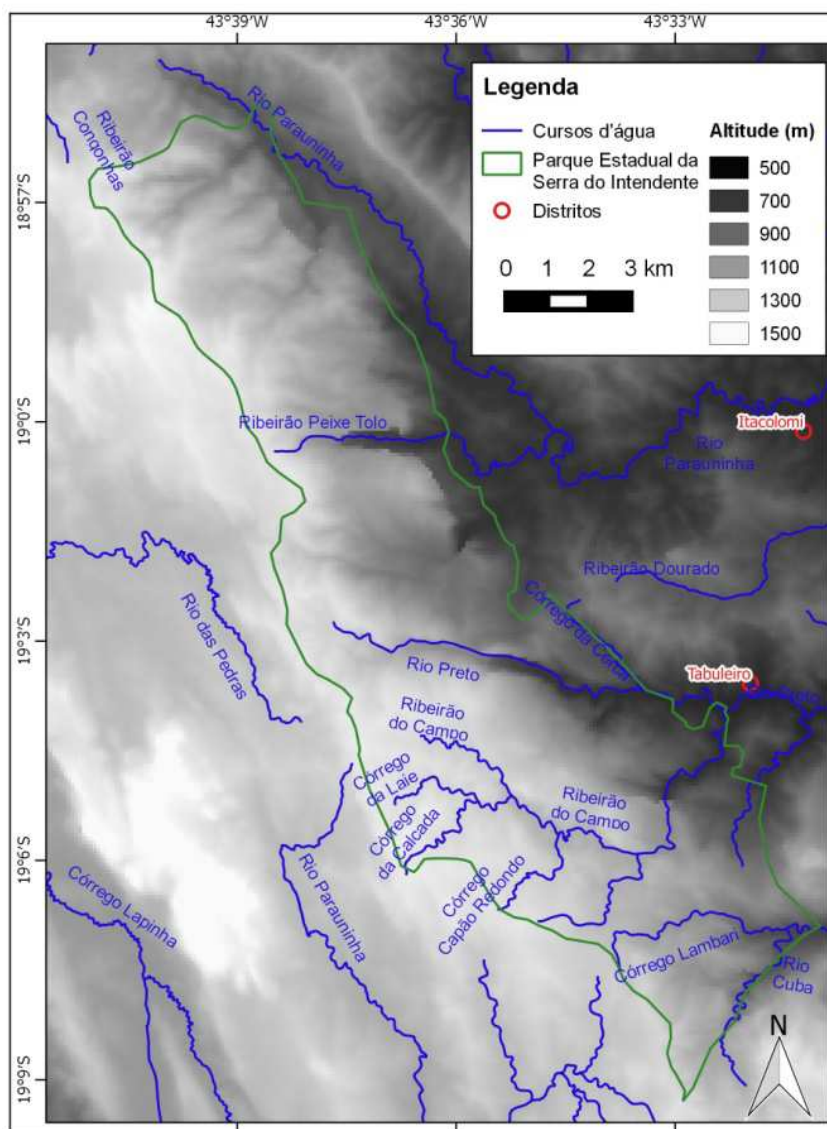 43°39'W
43°36'W
43°33'W
18°57'S
19°0'S
19°3'S
19°6'S
19°9'S
Legenda
Cursos d'água
Parque Estadual da
Serra do Intendente
Distritos
0 1 2 3 km
Altitude (m)
500
700
900
1100
1300
1500
Ribeirão
Congonhas
Rio Parauninha
Ribeirão Peixe Tolo
Itacolomi
Rio
Parauninha
Ribeirão Dourado
Rio das Pedras
Córrego da
Rio Preto
Tabuleiro
Ribeirão
do Campo
Córrego
da Laje
Ribeirão
do Campo
Córrego
da Calcada
Córrego
Capão Redondo
Córrego Lapinha
Rio Parauninha
Córrego Lambari
Rio
Cuba
N